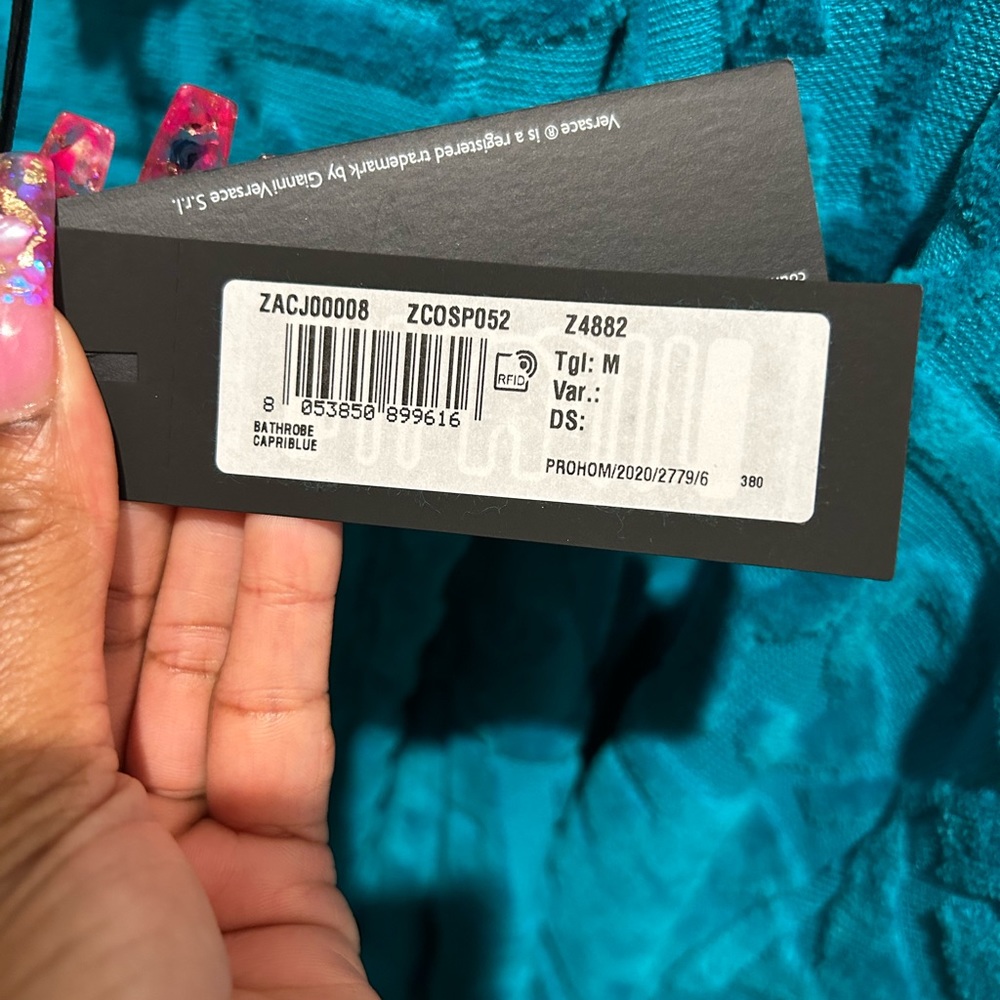 Versace ® is a registered trademark by Gianni Versace S.r.l.
ZACJ00008 ZCOSP052 Z4882
RFID
Tgl: M
Var.:
DS:
8 053850 899616
BATHROBE
CAPRIBLUE
PROHOM/2020/2779/6 380